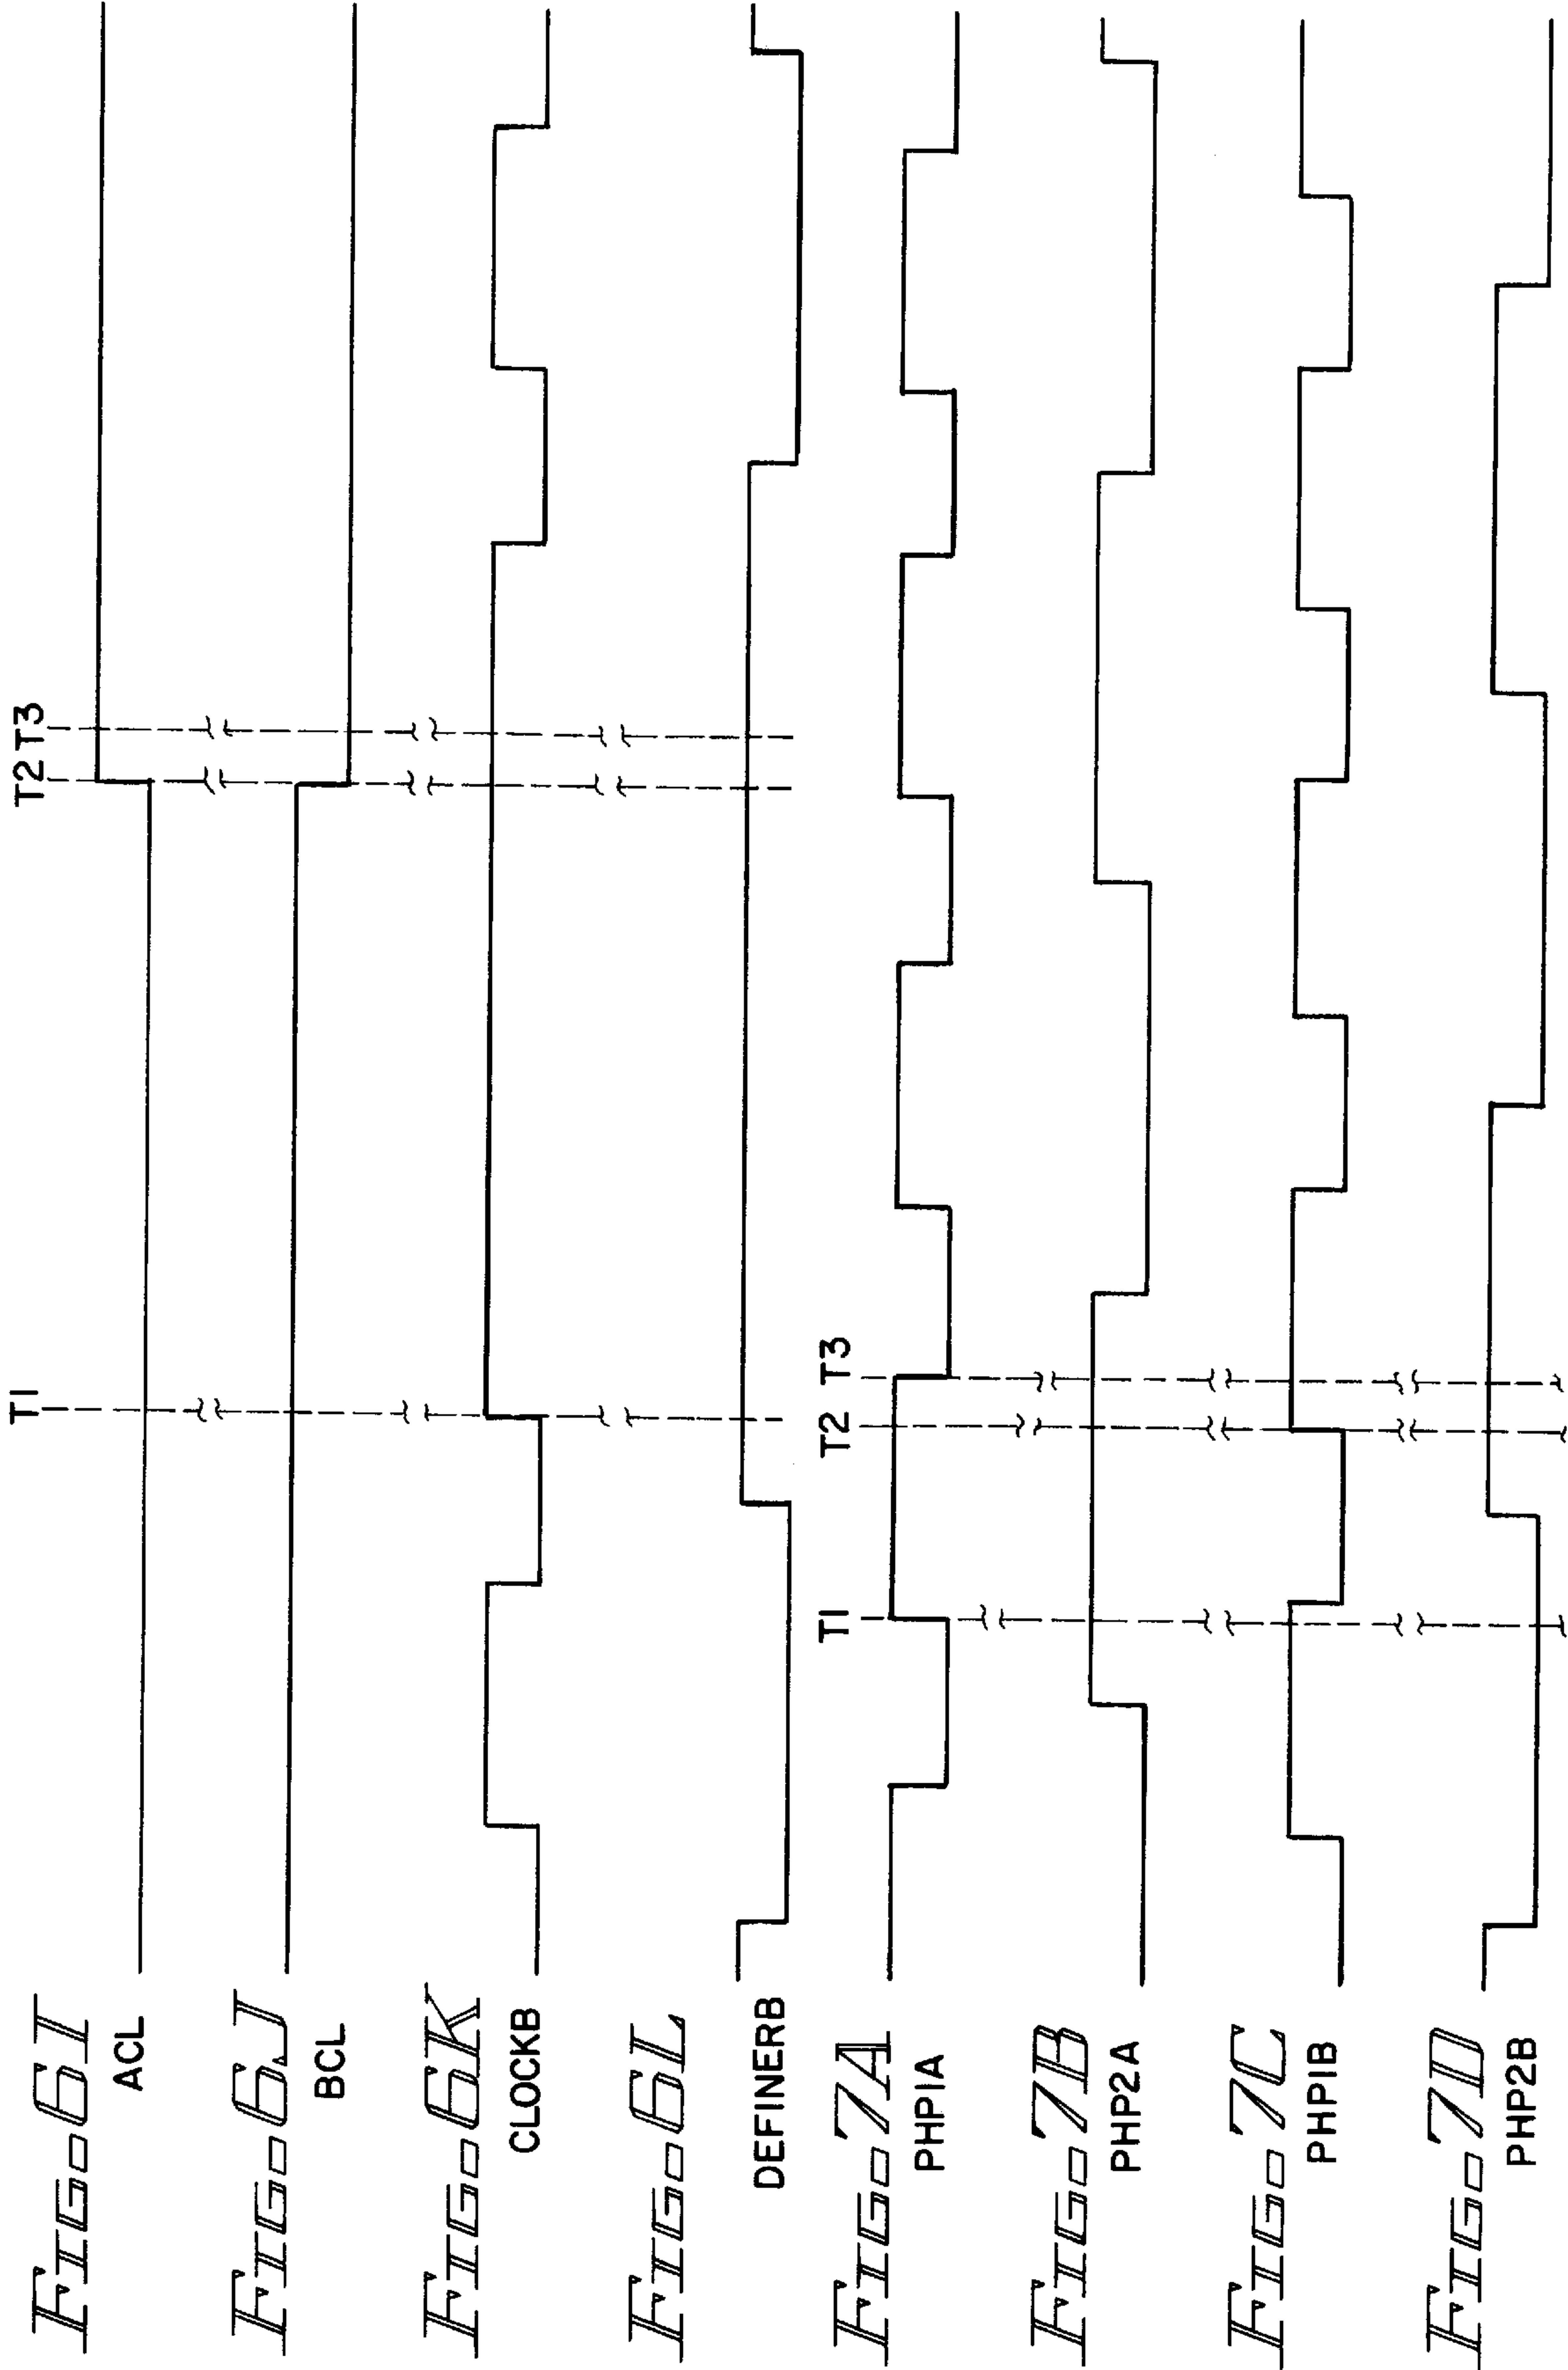 T1 T2 T3
FIG. 6I
ACL
FIG. 6J
BCL
FIG. 6K
CLOCKB
FIG. 6L
DEFINERB
T1 T2 T3
FIG. 7A
PHP1A
FIG. 7B
PHP2A
FIG. 7C
PHP1B
FIG. 7D
PHP2B